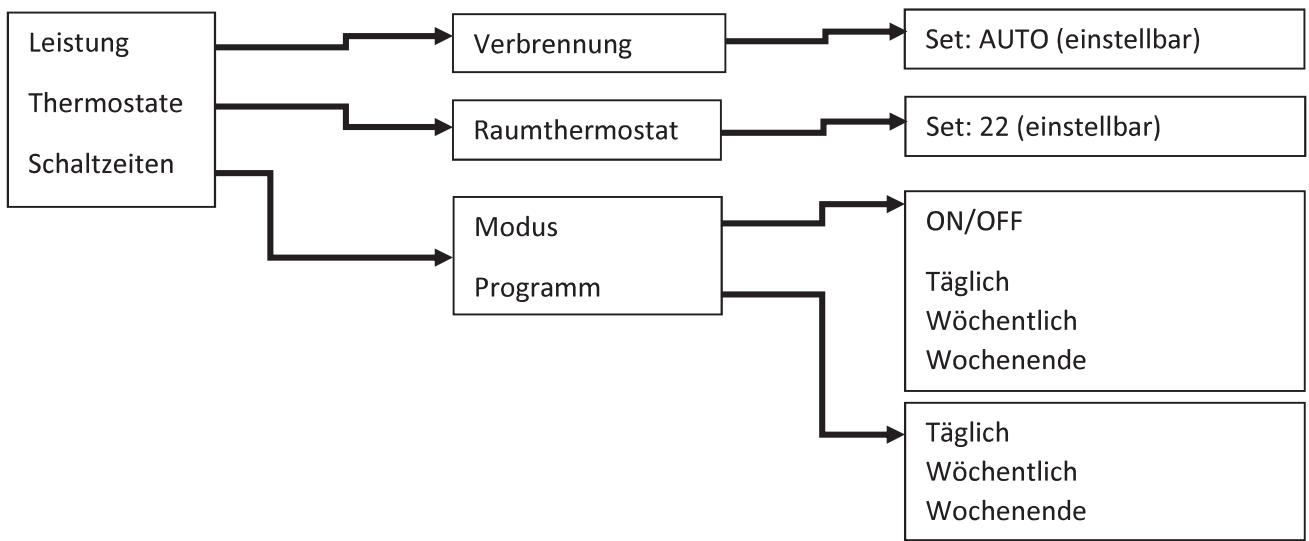 Leistung
Thermostate
Schaltzeiten
Verbrennung
Raumthermostat
Modus
Programm
Set: AUTO (einstellbar)
Set: 22 (einstellbar)
ON/OFF
Täglich
Wöchentlich
Wochenende
Täglich
Wöchentlich
Wochenende